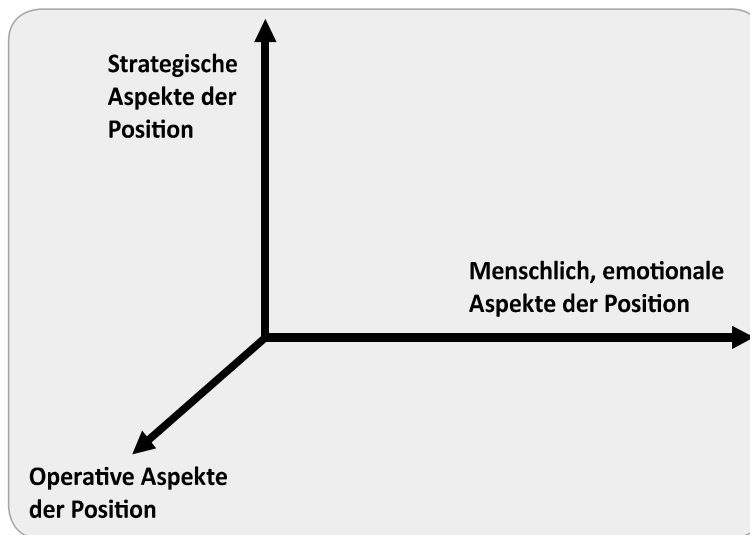 Strategische
Aspekte der
Position
Menschlich, emotionale
Aspekte der Position
Operative Aspekte
der Position